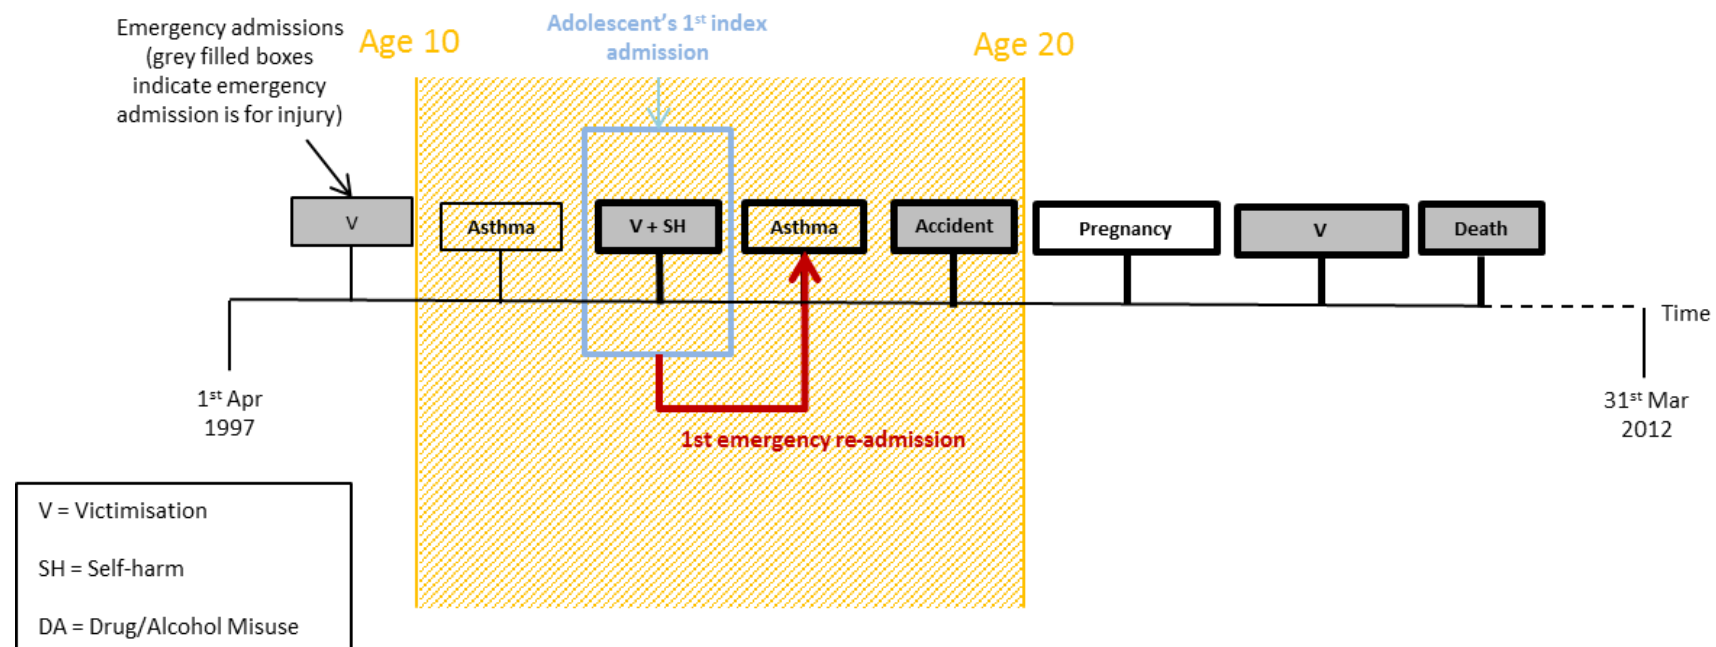 Emergency admissions
(grey filled boxes
indicate emergency
admission is for injury)
Age 10
Adolescent's 1st index
admission
Age 20
V
Asthma
V + SH
Asthma
Accident
Pregnancy
V
Death
Time
1st Apr
1997
31st Mar
2012
1st emergency re-admission
V = Victimisation
SH = Self-harm
DA = Drug/Alcohol Misuse